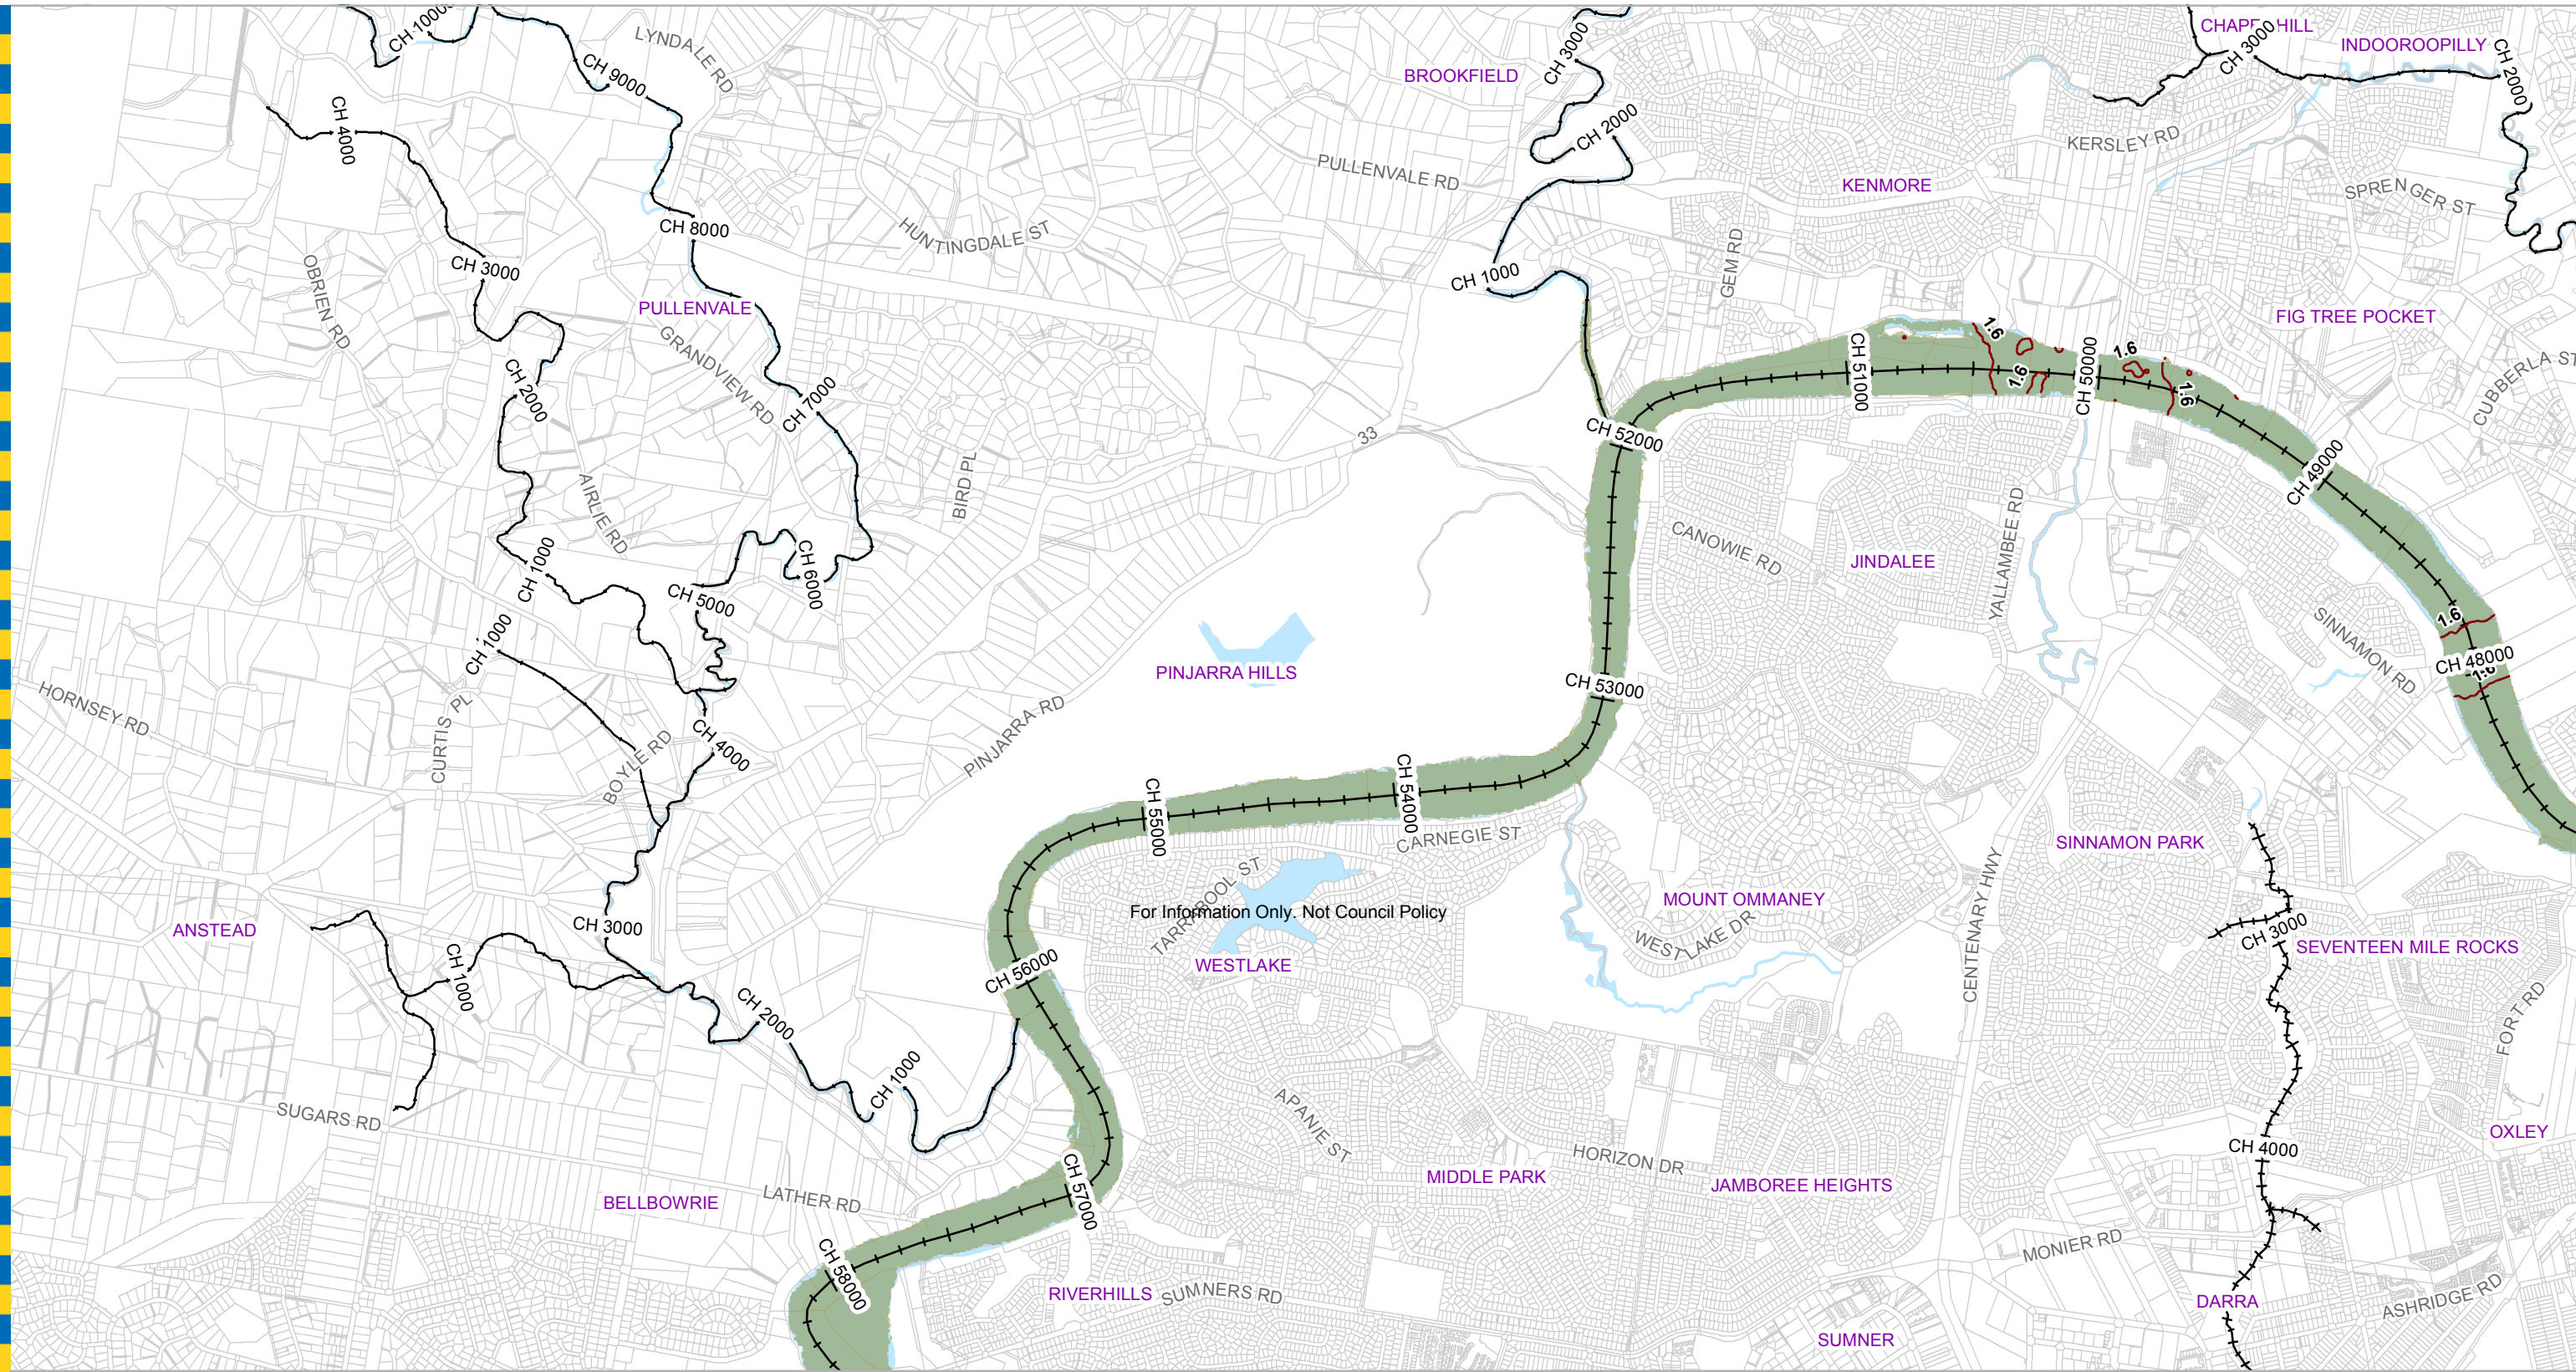 CH 10000
LYNDALE RD
CH 9000
CH 4000
BROOKFIELD
CH 3000
CH 2000
PULLENVALE RD
CHAPEL HILL
CH 3000
INDOOROOPILLY
CH 2000
KERSLEY RD
KENMORE
SPRENGER ST
CH 8000
HUNTINGDALE ST
CH 3000
OBRIEN RD
PULLENVALE
GRANDVIEW RD
CH 1000
GEM RD
FIG TREE POCKET
CUBBERLA ST
1.6
1.6
1.6
1.6
CH 51000
CH 50000
CH 2000
CH 7000
33
CH 52000
CH 49000
BIRD PL
AIRLIE RD
CANOWIE RD
JINDALEE
YALLAMBEE RD
CH 1000
CH 6000
CH 5000
CH 1000
SINNAMON RD
1.6
CH 48000
1.6
PINJARRA HILLS
CH 53000
HORNSEY RD
CURTIS PL
BOYLE RD
CH 4000
PINJARRA RD
CH 55000
CH 54000
CARNEGIE ST
SINNAMON PARK
CENTENARY HWY
TARRABOOL ST
For Information Only. Not Council Policy
MOUNT OMMANEY
WESTLAKE DR
ANSTEAD
CH 3000
CH 1000
CH 56000
WESTLAKE
CH 3000
SEVENTEEN MILE ROCKS
FORT RD
CH 2000
CH 1000
SUGARS RD
APANIE ST
HORIZON DR
OXLEY
CH 4000
MIDDLE PARK
JAMBOREE HEIGHTS
BELLBOWRIE
LATHER RD
CH 57000
CH 58000
MONIER RD
RIVERHILLS
SUMNERS RD
DARRA
ASHRIDGE RD
SUMNER